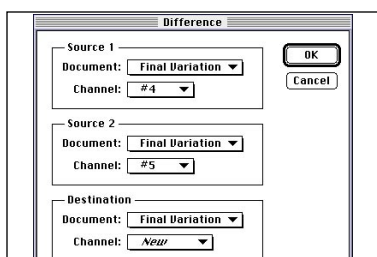 Difference
Source 1
Document: Final Variation
Channel: #4
OK
Cancel
Source 2
Document: Final Variation
Channel: #5
Destination
Document: Final Variation
Channel: New